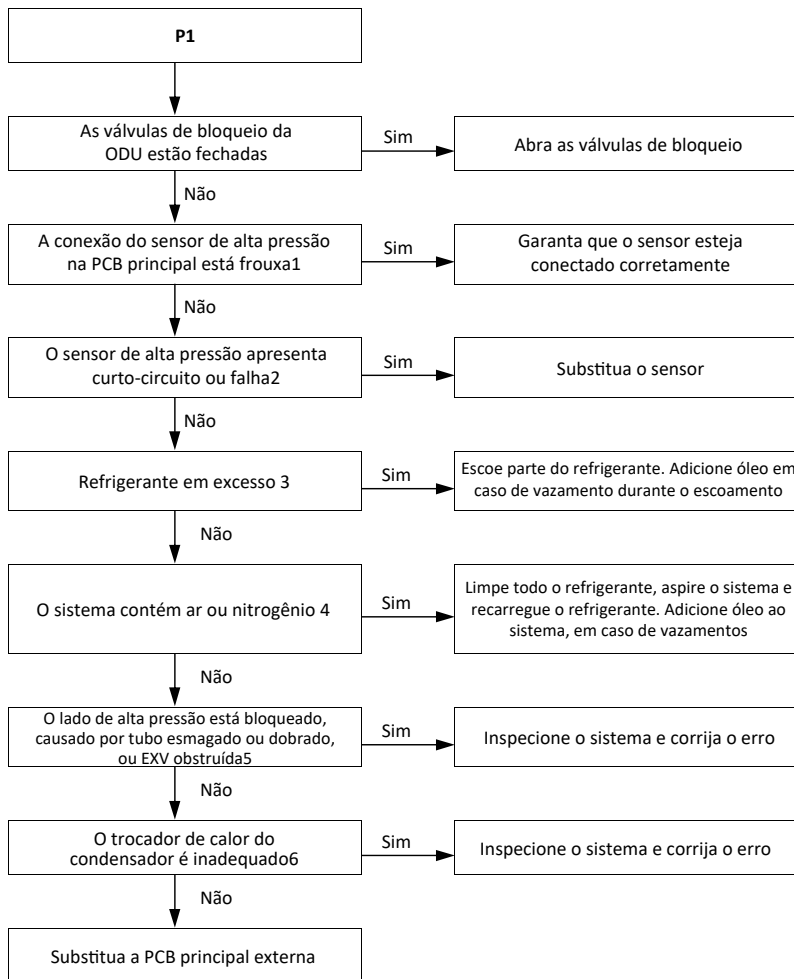 P1
As válvulas de bloqueio da
ODU estão fechadas
Sim
Abra as válvulas de bloqueio
Não
A conexão do sensor de alta pressão
na PCB principal está frouxa1
Sim
Garanta que o sensor esteja
conectado corretamente
Não
O sensor de alta pressão apresenta
curto-circuito ou falha2
Sim
Substitua o sensor
Não
Refrigerante em excesso 3
Sim
Escoe parte do refrigerante. Adicione óleo em
caso de vazamento durante o escoamento
Não
O sistema contém ar ou nitrogênio 4
Sim
Limpe todo o refrigerante, aspire o sistema e
recarregue o refrigerante. Adicione óleo ao
sistema, em caso de vazamentos
Não
O lado de alta pressão está bloqueado,
causado por tubo esmagado ou dobrado,
ou EXV obstruída5
Sim
Inspecione o sistema e corrija o erro
Não
O trocador de calor do
condensador é inadequado6
Sim
Inspecione o sistema e corrija o erro
Não
Substitua a PCB principal externa